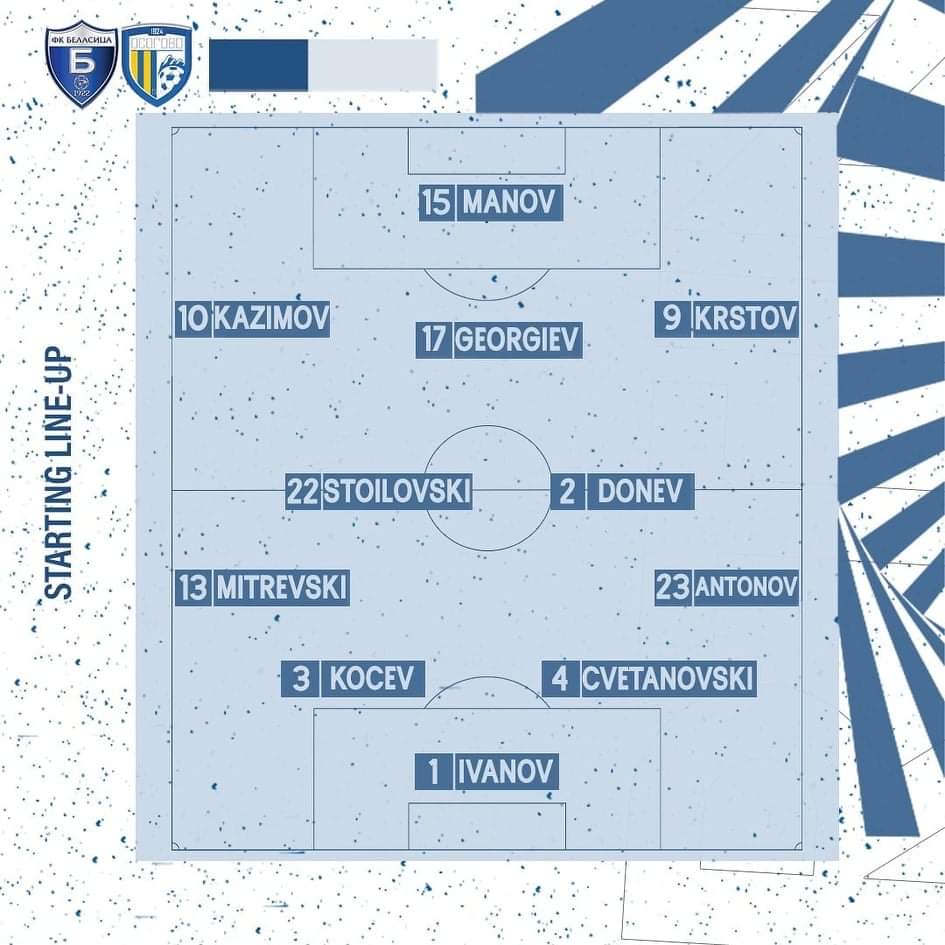 ФК БЕЛАСИЦА
Б
1922
1924
ОСОГОВО
STARTING LINE-UP
15 MANOV
10 KAZIMOV
9 KRSTOV
17 GEORGIEV
22 STOILOVSKI
2 DONEV
13 MITREVSKI
23 ANTONOV
3 KOCEV
4 CVETANOVSKI
1 IVANOV